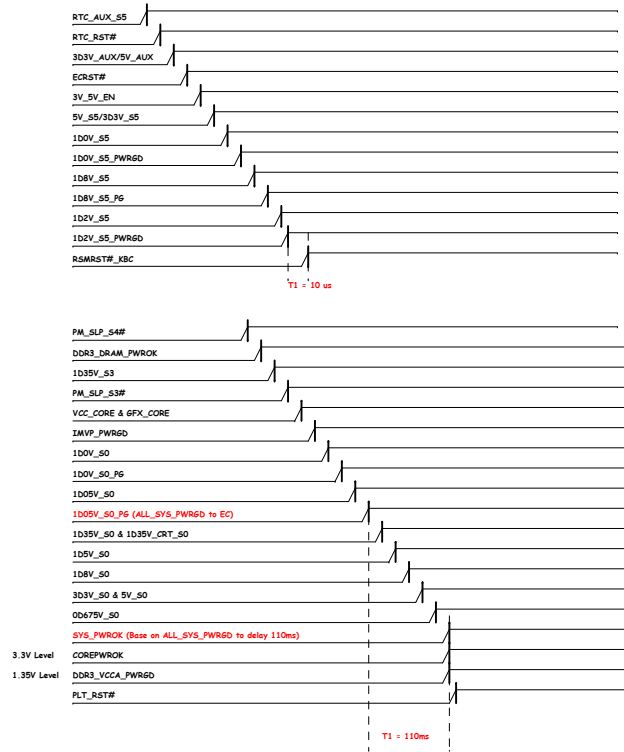 RTC_AUX_S5
RTC_RST#
3D3V_AUX/5V_AUX
ECRST#
3V_5V_EN
5V_S5/3D3V_S5
1D0V_S5
1D0V_S5_PWRGD
1D8V_S5
1D8V_S5_PG
1D2V_S5
1D2V_S5_PWRGD
RSMRST#_KBC
T1 = 10 us
PM_SLP_S4#
DDR3_DRAM_PWROK
1D35V_S3
PM_SLP_S3#
VCC_CORE & GFX_CORE
IMVP_PWRGD
1D0V_S0
1D0V_S0_PG
1D05V_S0
1D05V_S0_PG (ALL_SYS_PWRGD to EC)
1D35V_S0 & 1D35V_CRT_S0
1D5V_S0
1D8V_S0
3D3V_S0 & 5V_S0
0D675V_S0
SYS_PWROK (Base on ALL_SYS_PWRGD to delay 110ms)
3.3V Level COREPWROK
1.35V Level DDR3_VCCA_PWRGD
PLT_RST#
T1 = 110ms